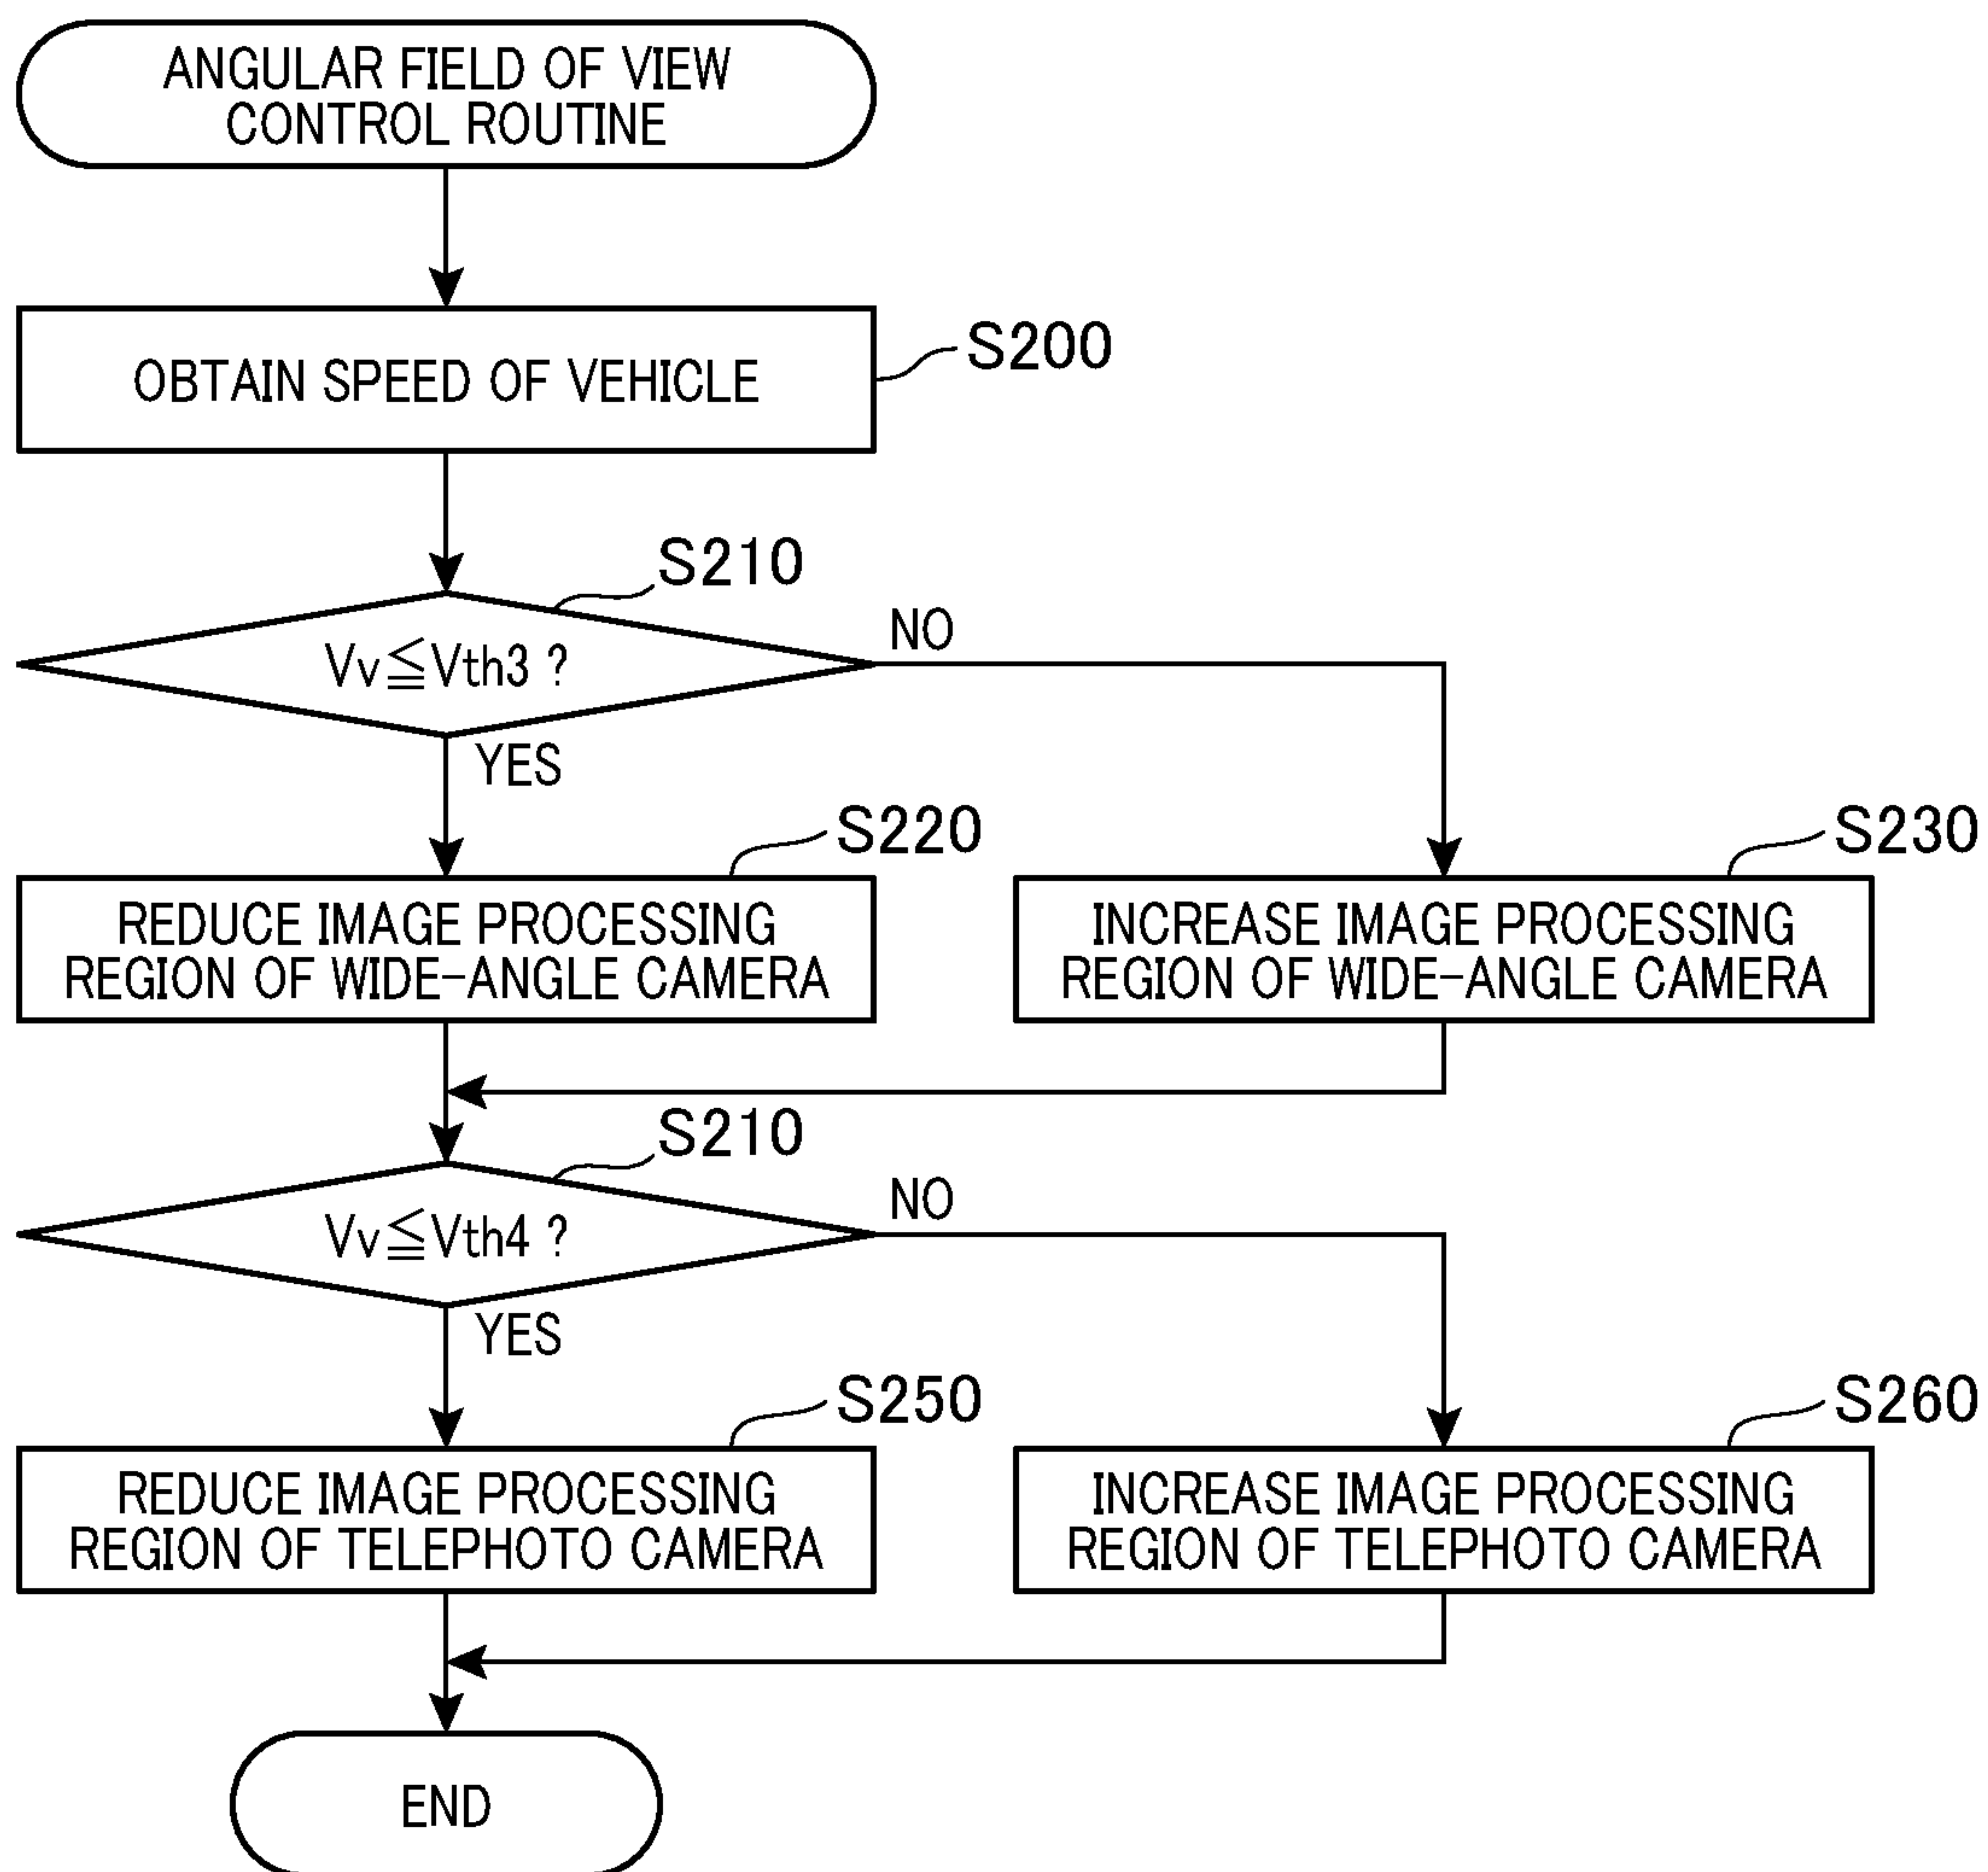 ANGULAR FIELD OF VIEW
CONTROL ROUTINE
OBTAIN SPEED OF VEHICLE
S200
S210
Vv≦Vth3 ?
NO
YES
S220
S230
REDUCE IMAGE PROCESSING
REGION OF WIDE-ANGLE CAMERA
INCREASE IMAGE PROCESSING
REGION OF WIDE-ANGLE CAMERA
S210
Vv≦Vth4 ?
NO
YES
S250
S260
REDUCE IMAGE PROCESSING
REGION OF TELEPHOTO CAMERA
INCREASE IMAGE PROCESSING
REGION OF TELEPHOTO CAMERA
END